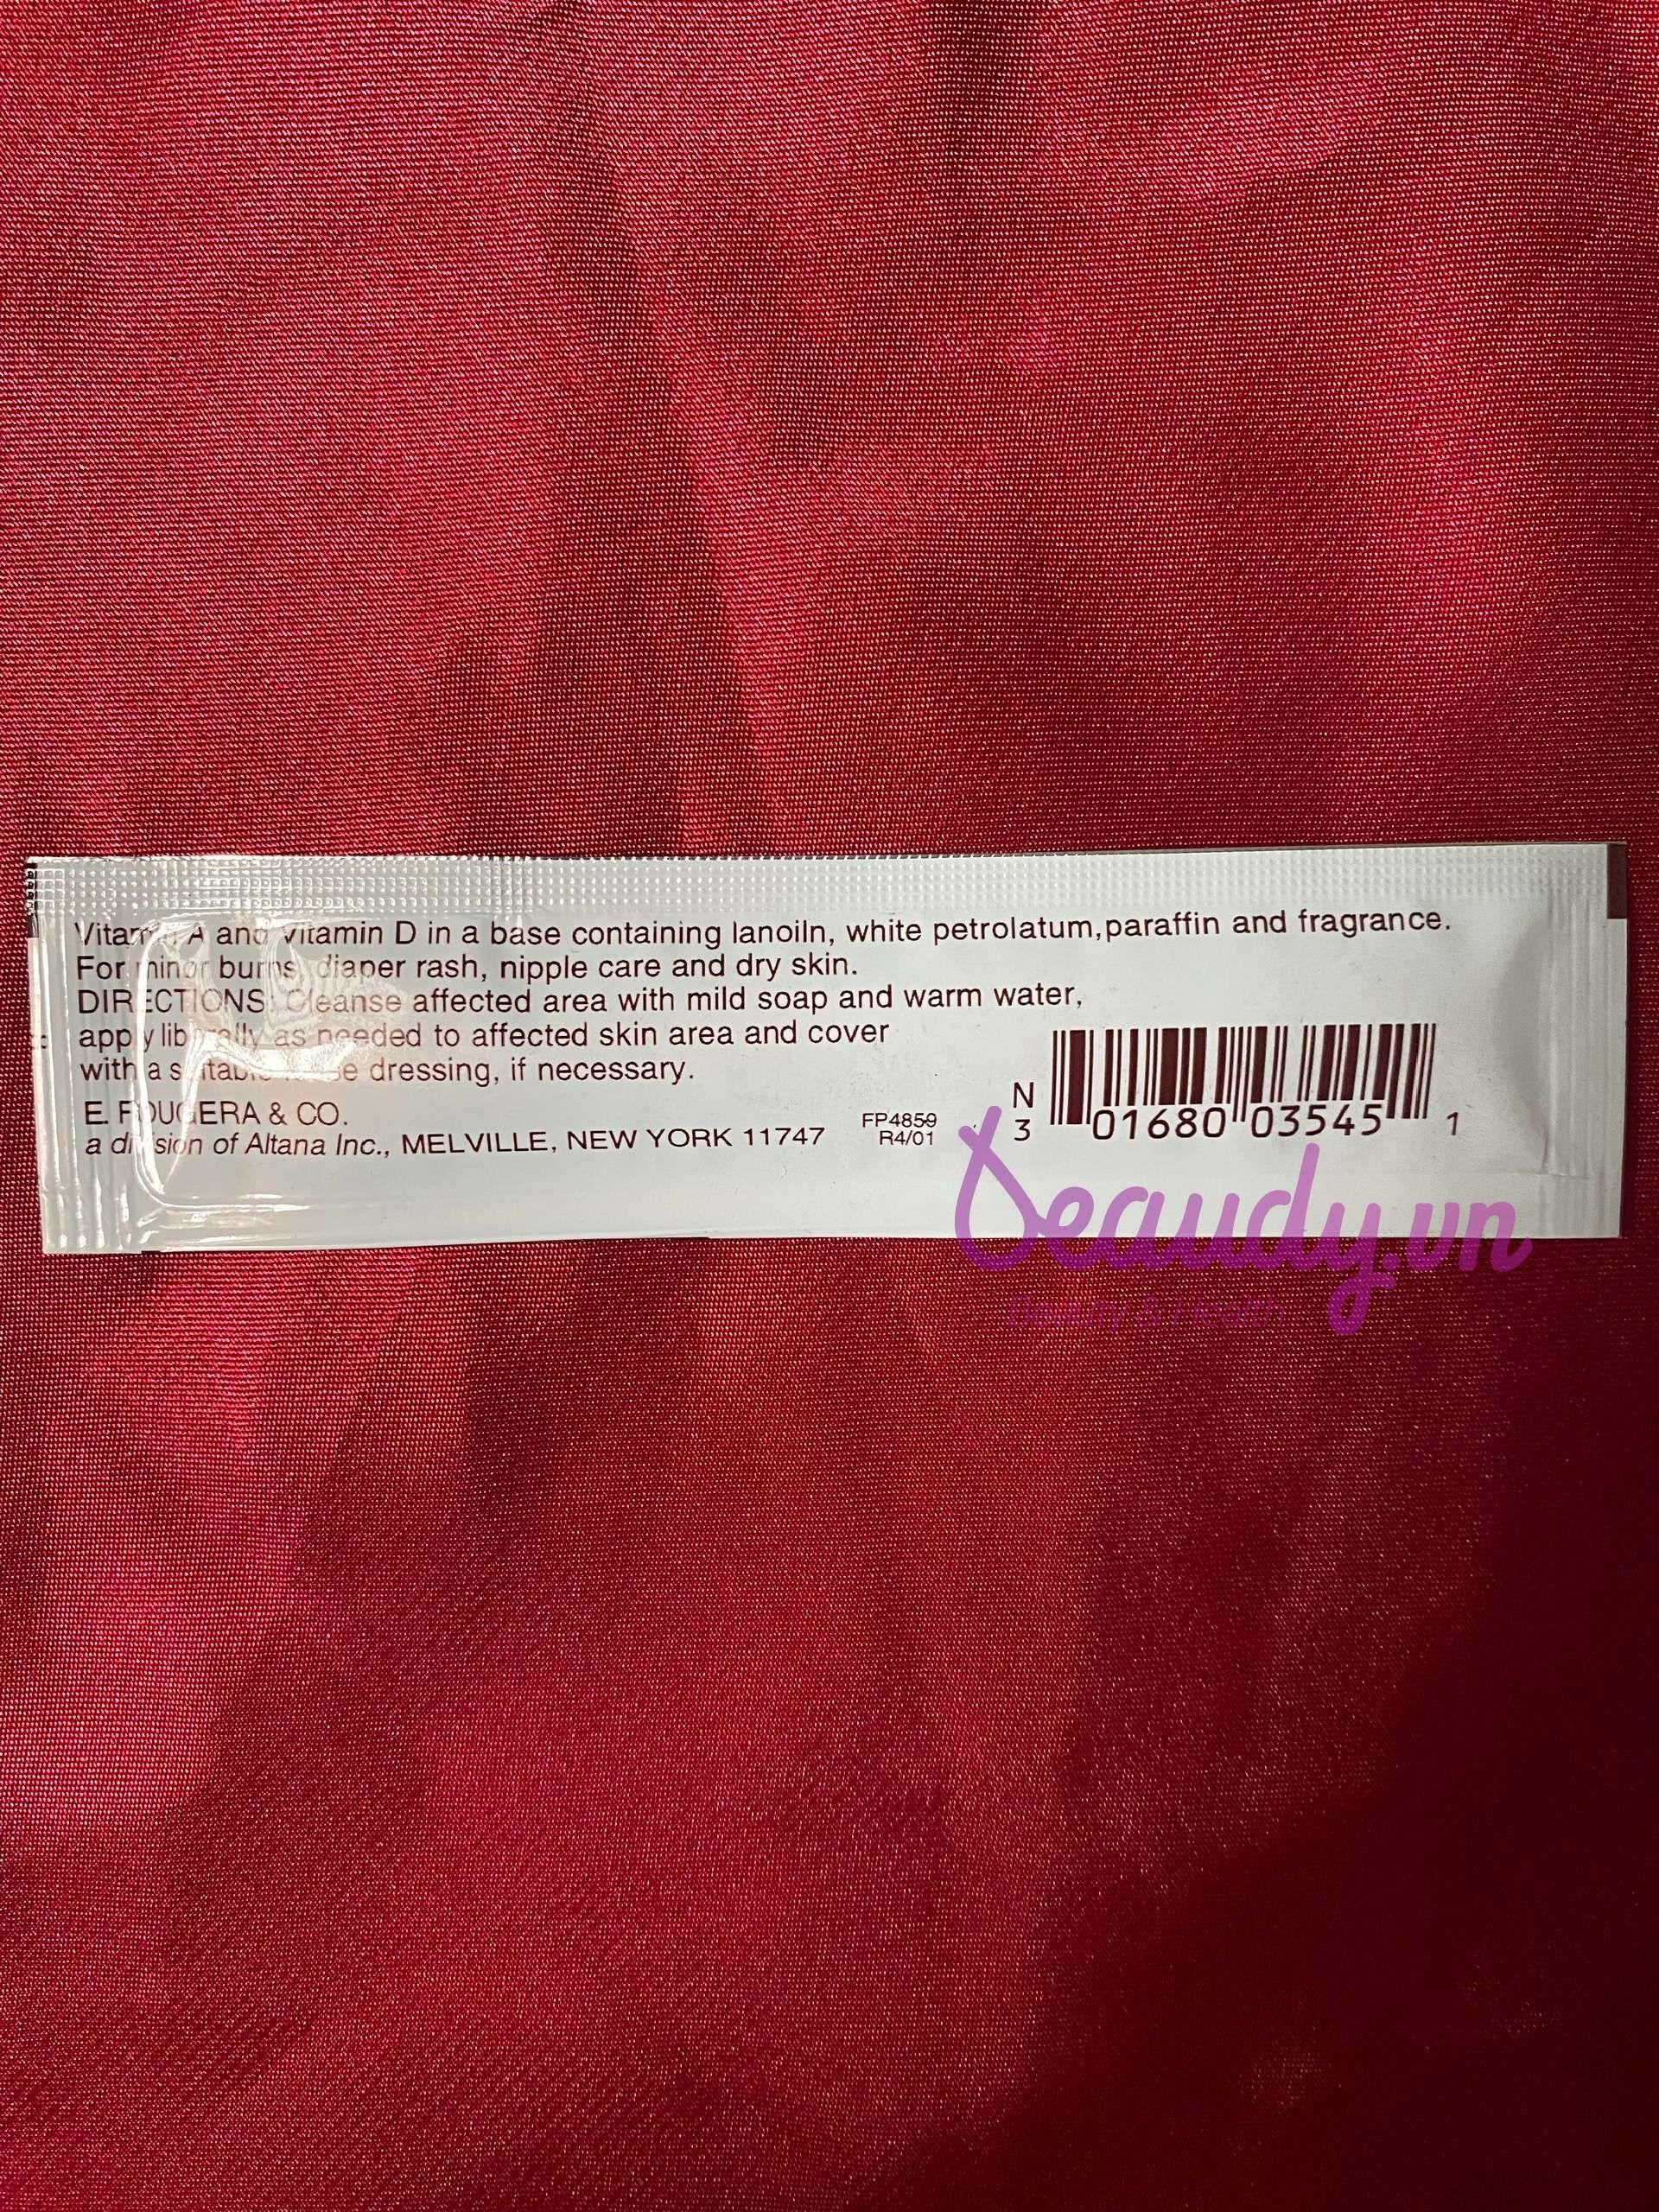 Vitamin A and Vitamin D in a base containing lanoiln, white petrolatum, paraffin and fragrance.
For minor burns, diaper rash, nipple care and dry skin.
DIRECTIONS: Cleanse affected area with mild soap and warm water,
apply liberally as needed to affected skin area and cover
with a dressing, if necessary.
E. FOUGERA & CO.
a division of Altana Inc., MELVILLE, NEW YORK 11747
FP4859
R4/01
N
3 01680 03545 1
Beaudy.vn
Beauty & Health